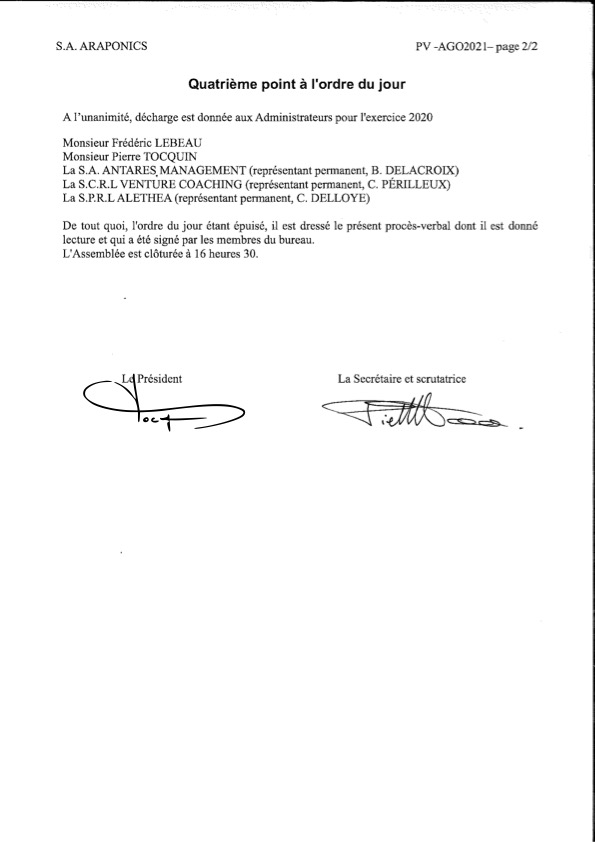 S.A. ARAPONICS
PV -AGO2021– page 2/2
Quatrième point à l'ordre du jour
A l’unanimité, décharge est donnée aux Administrateurs pour l'exercice 2020
Monsieur Frédéric LEBEAU
Monsieur Pierre TOCQUIN
La S.A. ANTARES MANAGEMENT (représentant permanent, B. DELACROIX)
La S.C.R.L VENTURE COACHING (représentant permanent, C. PÉRILLEUX)
La S.P.R.L ALETHEA (représentant permanent, C. DELLOYE)
De tout quoi, l'ordre du jour étant épuisé, il est dressé le présent procès-verbal dont il est donné
lecture et qui a été signé par les membres du bureau.
L'Assemblée est clôturée à 16 heures 30.
Le Président
La Secrétaire et scrutatrice